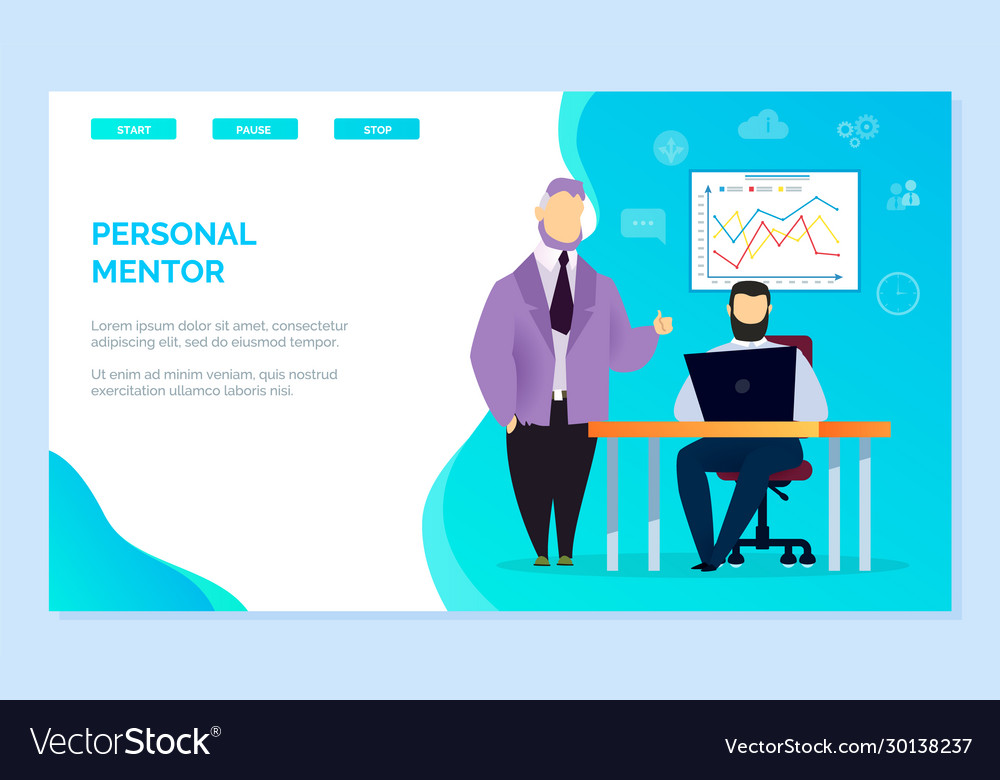 START
PAUSE
STOP
PERSONAL
MENTOR
Lorem ipsum dolor sit amet, consectetur
adipiscing elit, sed do eiusmod tempor.
Ut enim ad minim veniam, quis nostrud
exercitation ullamco laboris nisi.
i
VectorStock®
VectorStock.com/30138237